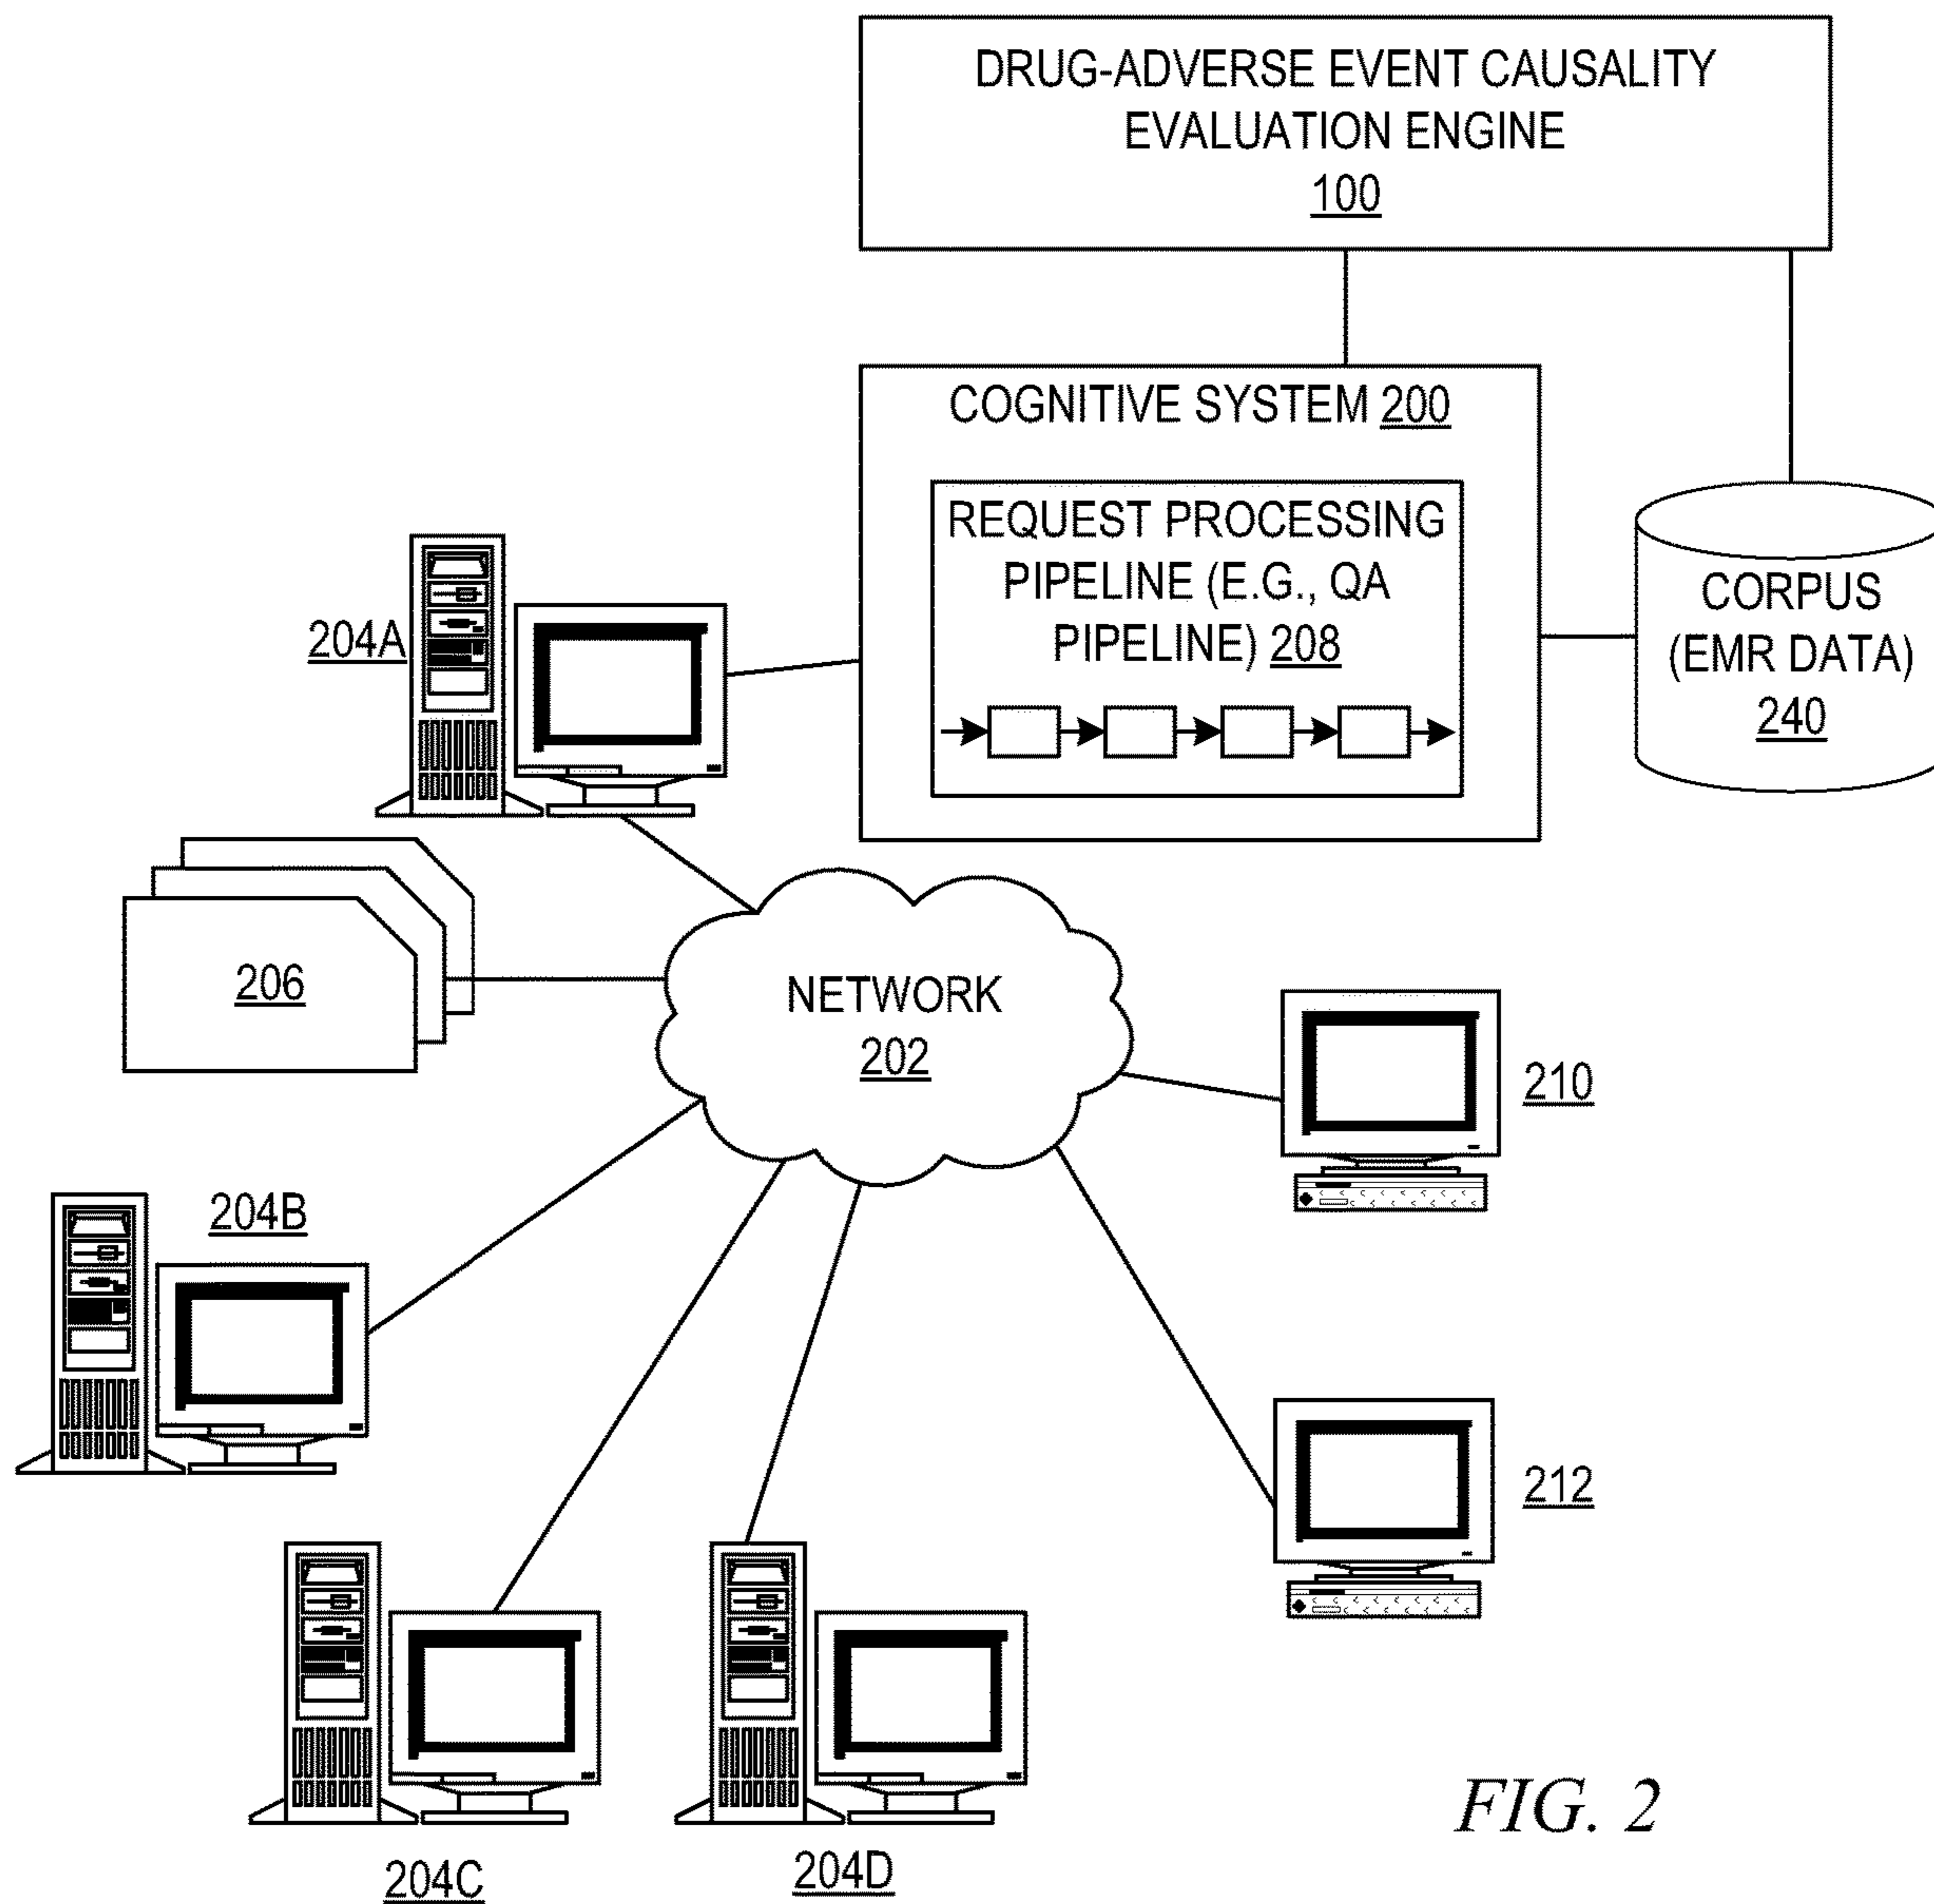 DRUG-ADVERSE EVENT CAUSALITY
EVALUATION ENGINE
100
COGNITIVE SYSTEM 200
REQUEST PROCESSING
PIPELINE (E.G., QA
PIPELINE) 208
CORPUS
(EMR DATA)
240
204A
206
NETWORK
202
210
204B
212
204C
204D
FIG. 2